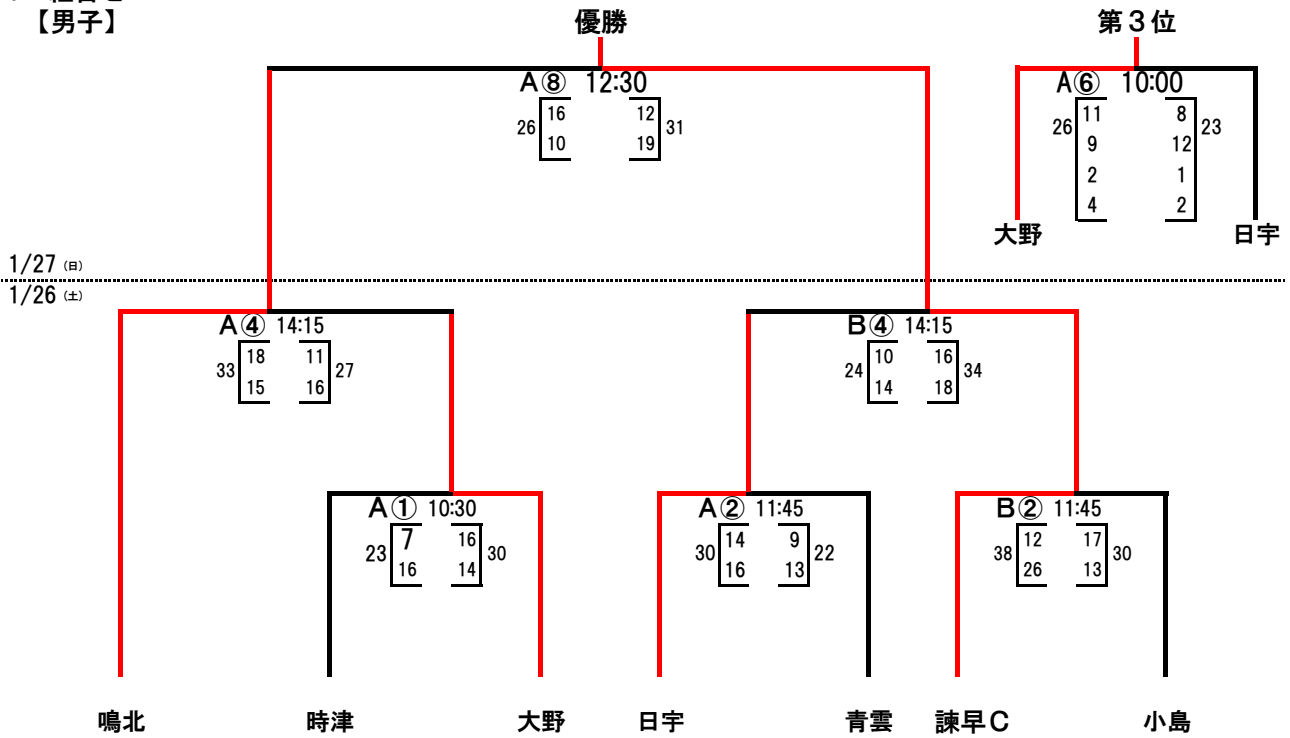 【男子】
優勝
第３位
A⑧ 12:30
A⑥ 10:00
26 16 12 31
10 19
26 11 8 23
9 12
2 1
4 2
大野 日宇
1/27 (日)
1/26 (土)
A④ 14:15
B④ 14:15
33 18 11 27
15 16
24 10 16 34
14 18
A① 10:30
A② 11:45
B② 11:45
23 7 16 30
16 14
30 14 9 22
16 13
38 12 17 30
26 13
鳴北 時津 大野 日宇 青雲 諫早C 小島